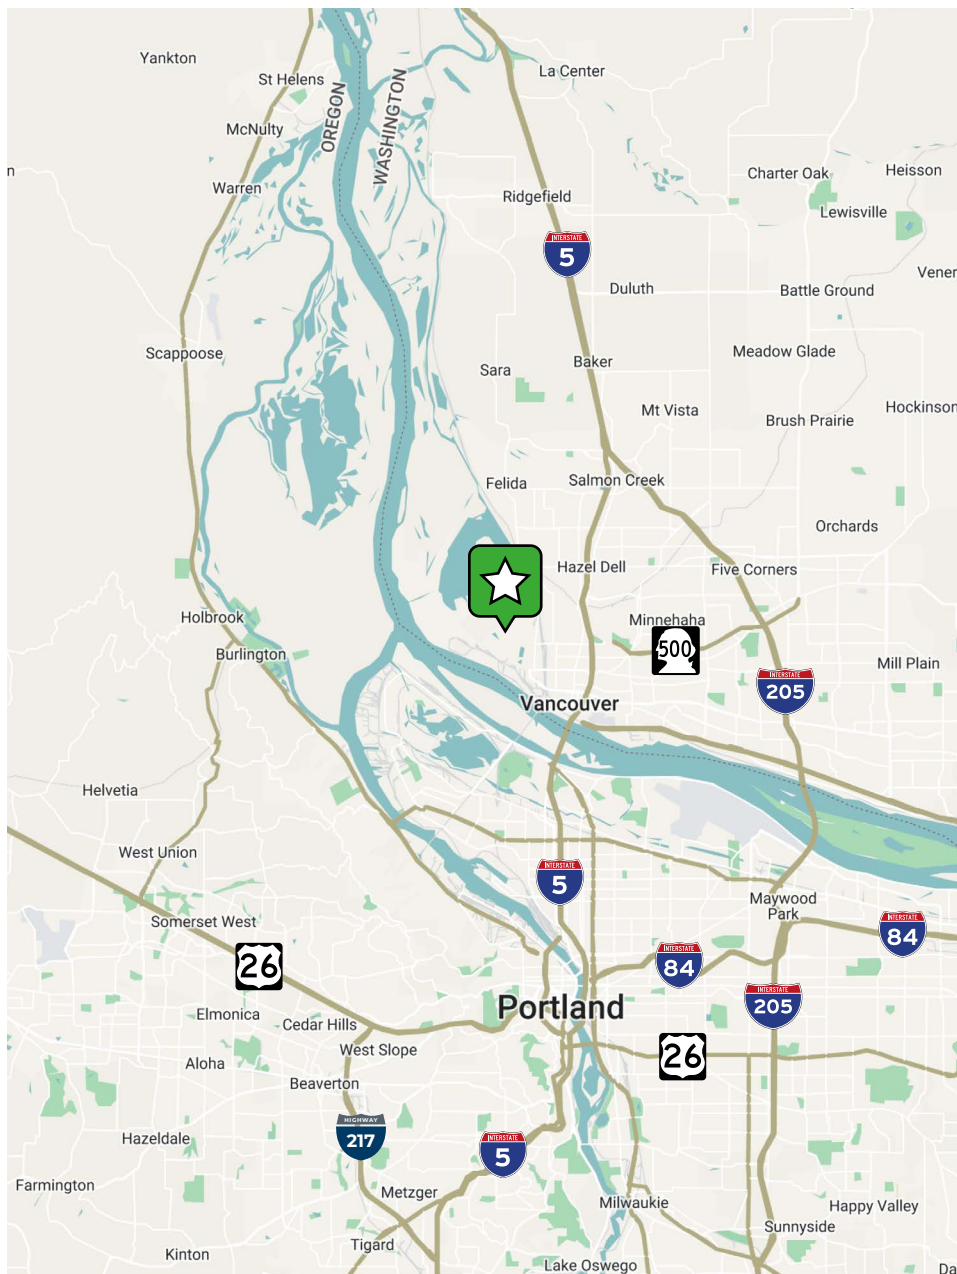 Yankton
La Center
St Helens
OREGON
WASHINGTON
McNulty
n
Charter Oak
Heisson
Warren
Ridgefield
Lewisville
INTERSTATE
5
Vener
Duluth
Battle Ground
Scappoose
Meadow Glade
Baker
Sara
Mt Vista
Hockinson
Brush Prairie
Felida
Salmon Creek
Orchards
Hazel Dell
Five Corners
Holbrook
Minnehaha
500
Burlington
Mill Plain
INTERSTATE
205
Vancouver
Helvetia
West Union
INTERSTATE
5
Maywood
Park
Somerset West
INTERSTATE
84
INTERSTATE
84
26
INTERSTATE
205
Portland
Elmonica
Cedar Hills
West Slope
26
Aloha
Beaverton
HIGHWAY
217
Hazeldale
INTERSTATE
5
Farmington
Metzger
Milwaukie
Happy Valley
Sunnyside
Tigard
Kinton
Lake Oswego
Da